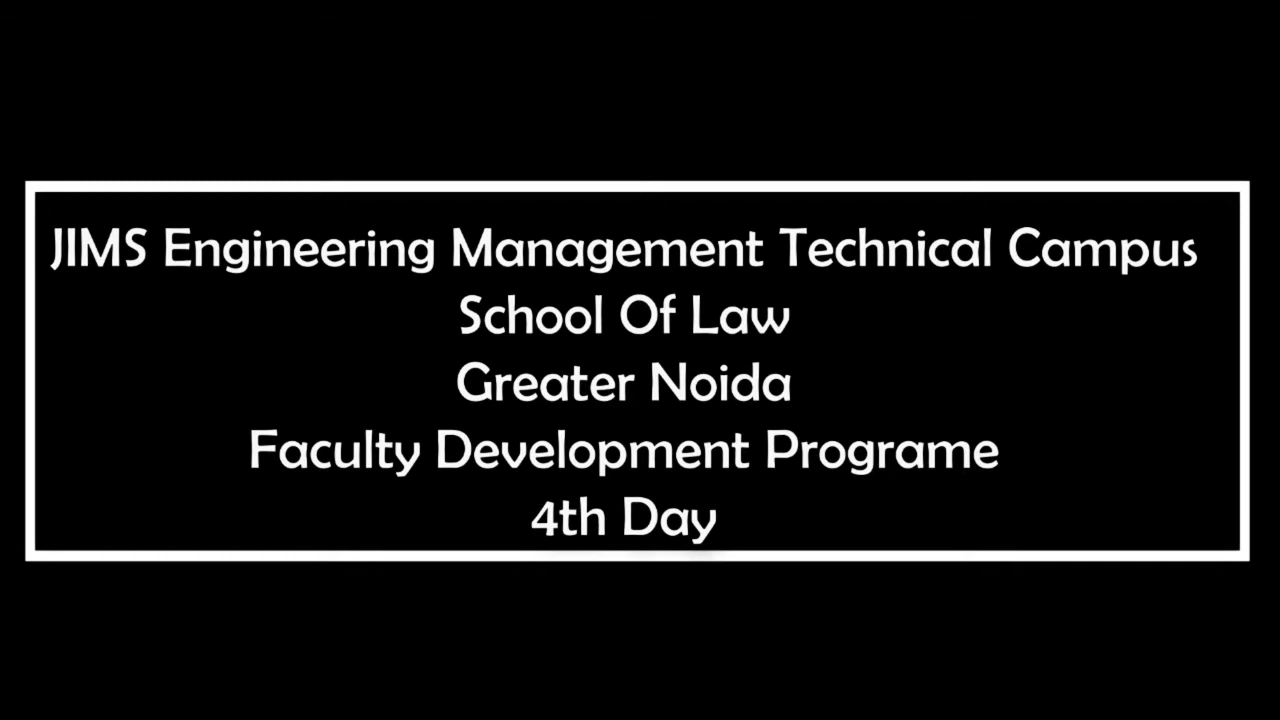 JIMS Engineering Management Technical Campus
School Of Law
Greater Noida
Faculty Development Programe
4th Day